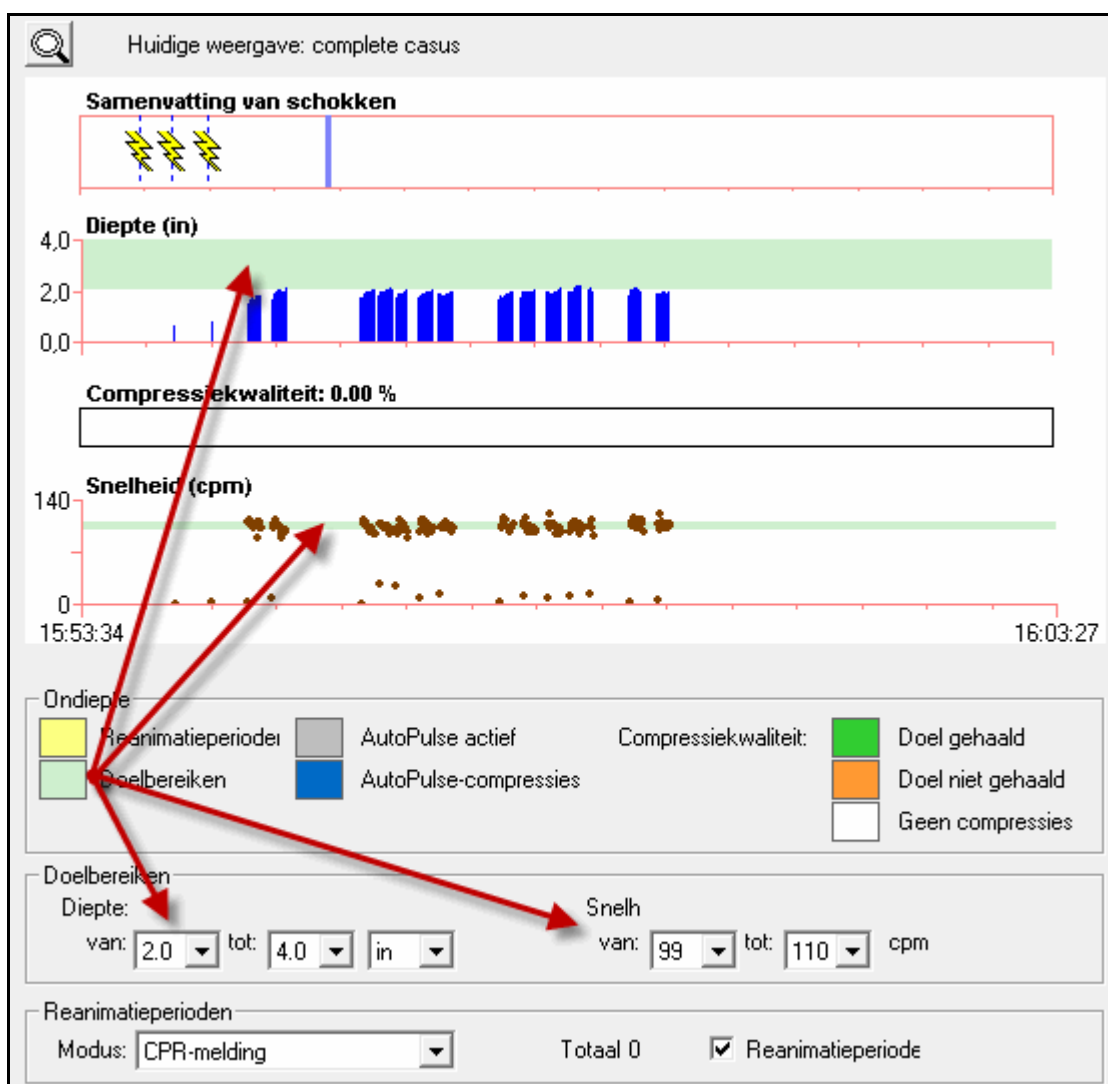 Huidige weergave: complete casus
Samenvatting van schokken
Diepte (in)
4,0
2,0
0,0
Compressiekwaliteit: 0.00 %
Snelheid (cpm)
140
0
15:53:34
16:03:27
Ondiepte
Reanimatieperioder
AutoPulse actief
Compressiekwaliteit:
Doel gehaald
Doelbereiken
AutoPulse-compressies
Doel niet gehaald
Geen compressies
Doelbereiken
Diepte:
Snelh
van: 2.0 tot: 4.0 in
van: 99 tot: 110 cpm
Reanimatieperioden
Modus: CPR-melding
Totaal 0
Reanimatieperiode